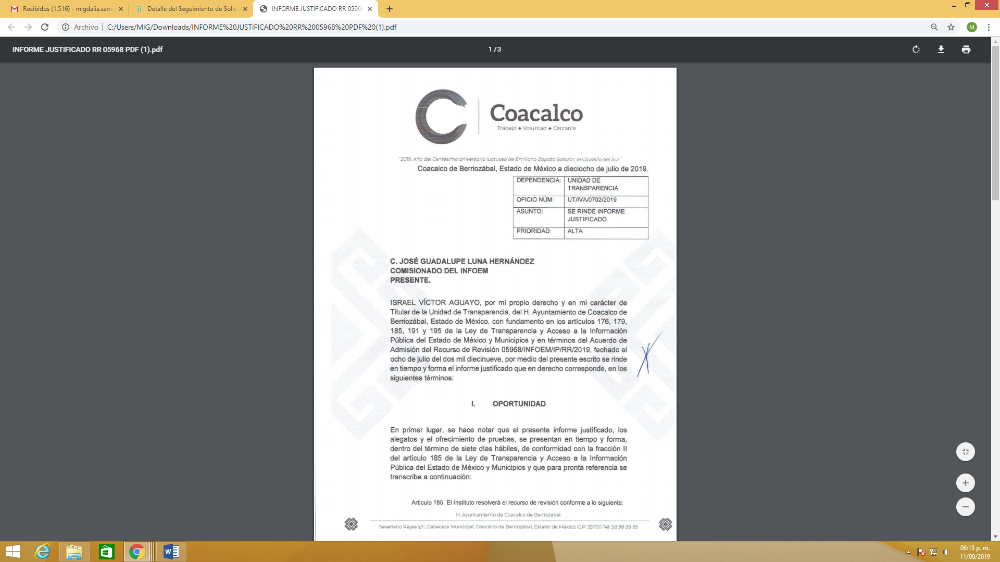 Recibidos (1.516) - migdalia.santi
Detalle del Seguimiento de Solici
INFORME JUSTIFICADO RR 0596
Archivo
C:/Users/MIG/Downloads/INFORME%20JUSTIFICADO%20RR%2005968%20PDF%20(1).pdf
M
INFORME JUSTIFICADO RR 05968 PDF (1).pdf
1 / 3
Coacalco
Trabajo ◆ Voluntad ◆ Cercanía
"2019. Año del Centésimo aniversario luctuoso de Emiliano Zapata Salazar, el Caudillo del Sur"
Coacalco de Berriozábal, Estado de México a dieciocho de julio de 2019.
DEPENDENCIA: UNIDAD DE
TRANSPARENCIA
OFICIO NÚM: UT/IVA/0702/2019
ASUNTO: SE RINDE INFORME
JUSTIFICADO.
PRIORIDAD: ALTA
C. JOSÉ GUADALUPE LUNA HERNÁNDEZ
COMISIONADO DEL INFOEM
PRESENTE.
ISRAEL VÍCTOR AGUAYO, por mi propio derecho y en mi carácter de
Titular de la Unidad de Transparencia, del H. Ayuntamiento de Coacalco de
Berriozábal, Estado de México, con fundamento en los artículos 176, 179,
185, 191 y 195 de la Ley de Transparencia y Acceso a la Información
Pública del Estado de México y Municipios y en términos del Acuerdo de
Admisión del Recurso de Revisión 05968/INFOEM/IP/RR/2019, fechado el
ocho de julio del dos mil diecinueve, por medio del presente escrito se rinde
en tiempo y forma el informe justificado que en derecho corresponde, en los
siguientes términos:
I. OPORTUNIDAD
En primer lugar, se hace notar que el presente informe justificado, los
alegatos y el ofrecimiento de pruebas, se presentan en tiempo y forma,
dentro del término de siete días hábiles, de conformidad con la fracción II
del artículo 185 de la Ley de Transparencia y Acceso a la Información
Pública del Estado de México y Municipios y que para pronta referencia se
transcribe a continuación:
Artículo 185. El Instituto resolverá el recurso de revisión conforme a lo siguiente:
H. Ayuntamiento de Coacalco de Berriozábal
Severiano Reyes s/n, Cabecera Municipal, Coacalco de Berriozábal, Estado de México, C.P. 55700 Tel: 58 98 99 93
06:13 p. m.
11/09/2019